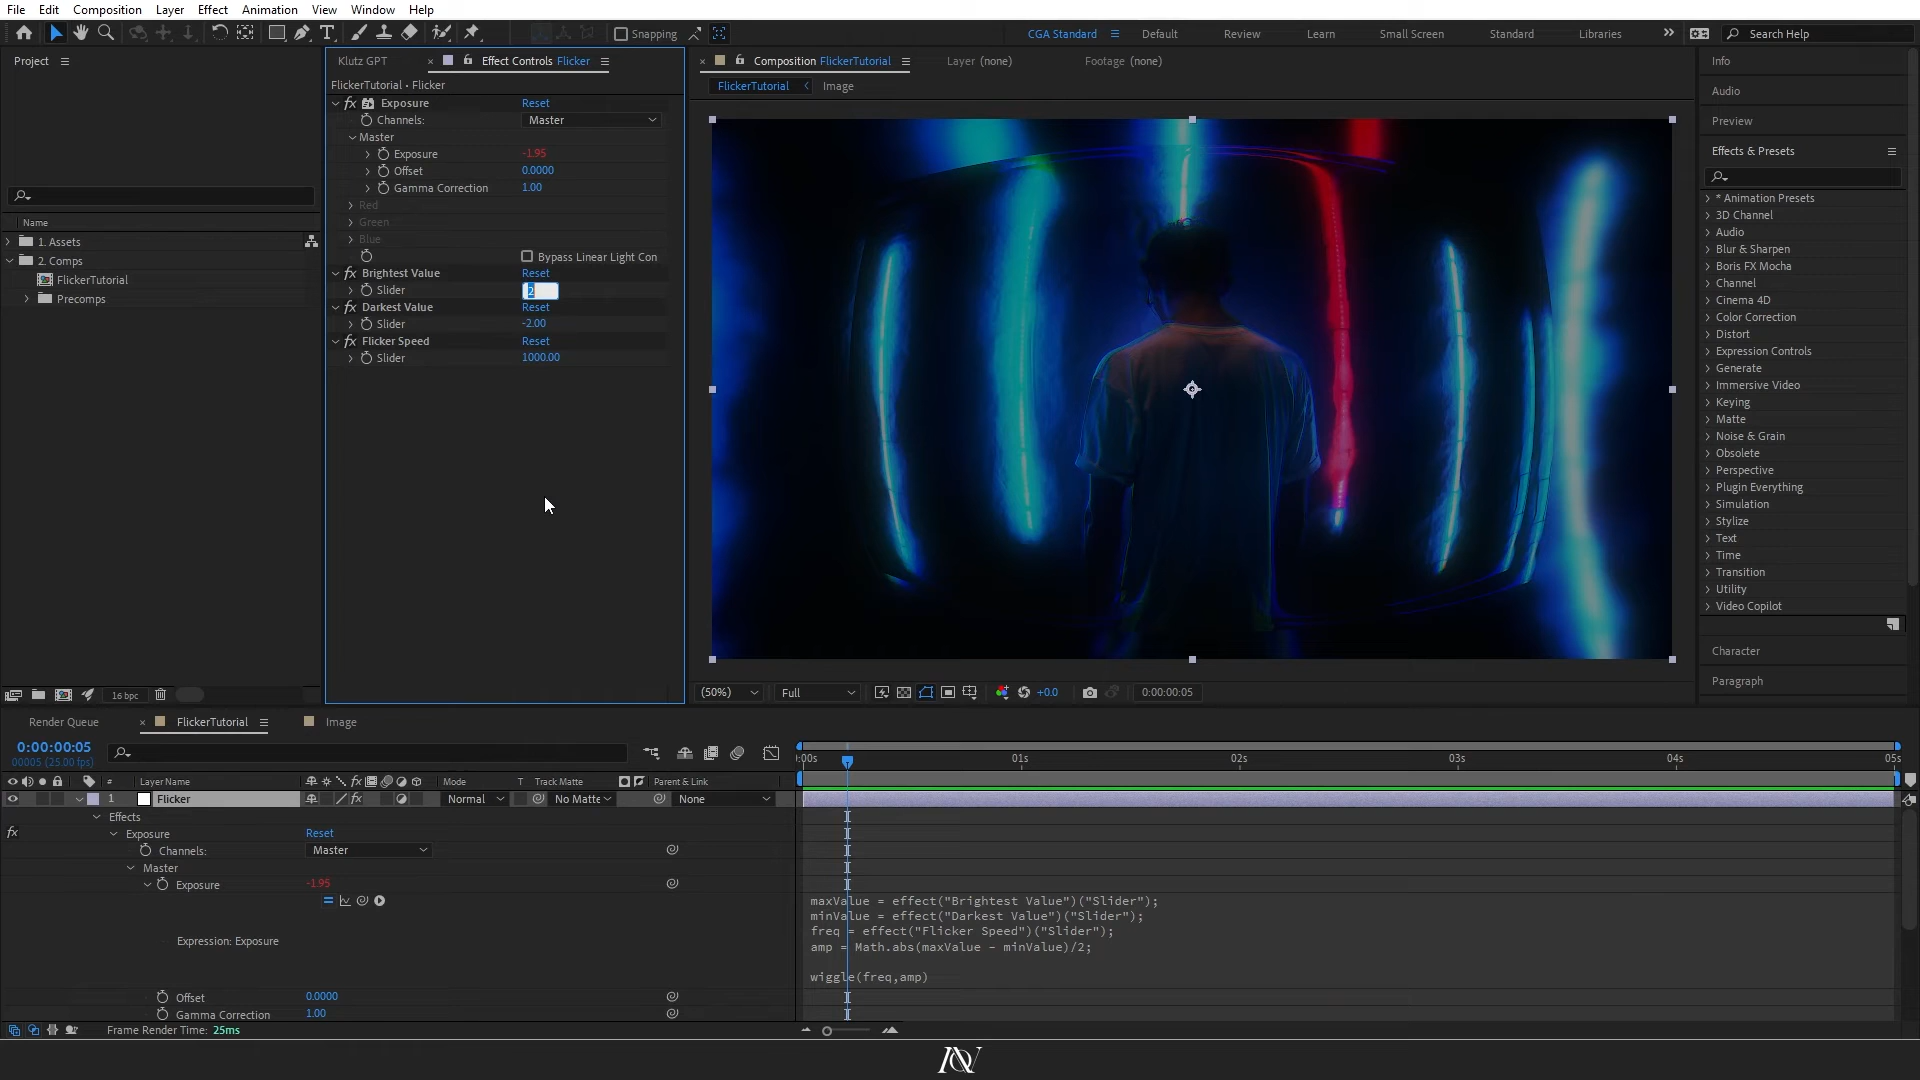 File Edit Composition Layer Effect Animation View Window Help
Snapping
CGA Standard Default Review Learn Small Screen Standard Libraries Search Help
Project
Name
1. Assets
2. Comps
FlickerTutorial
Precomps
16 bpc
Klutz GPT Effect Controls Flicker
FlickerTutorial • Flicker
fx Exposure Reset
Channels: Master
Master
Exposure -1.95
Offset 0.0000
Gamma Correction 1.00
Red
Green
Blue
Bypass Linear Light Con
fx Brightest Value Reset
Slider 2
fx Darkest Value Reset
Slider -2.00
fx Flicker Speed Reset
Slider 1000.00
Composition FlickerTutorial Layer (none) Footage (none)
FlickerTutorial Image
(50%) Full +0.0 0:00:00:05
Info
Audio
Preview
Effects & Presets
* Animation Presets
3D Channel
Audio
Blur & Sharpen
Boris FX Mocha
Channel
Cinema 4D
Color Correction
Distort
Expression Controls
Generate
Immersive Video
Keying
Matte
Noise & Grain
Obsolete
Perspective
Plugin Everything
Simulation
Stylize
Text
Time
Transition
Utility
Video Copilot
Character
Paragraph
Render Queue FlickerTutorial Image
0:00:00:05
00005 (25.00 fps)
# Layer Name fx Mode T Track Matte Parent & Link
1 Flicker fx Normal No Matte None
Effects
fx Exposure Reset
Channels: Master
Master
Exposure -1.95
Expression: Exposure
Offset 0.0000
Gamma Correction 1.00
Frame Render Time: 25ms
:00s 01s 02s 03s 04s 05s
maxValue = effect("Brightest Value")("Slider");
minValue = effect("Darkest Value")("Slider");
freq = effect("Flicker Speed")("Slider");
amp = Math.abs(maxValue - minValue)/2;
wiggle(freq,amp)